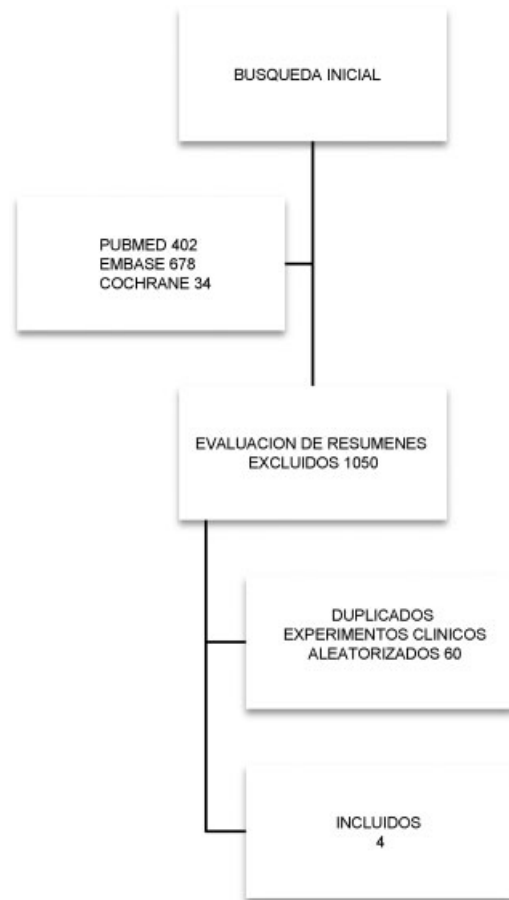 BUSQUEDA INICIAL
PUBMED 402
EMBASE 678
COCHRANE 34
EVALUACION DE RESUMENES
EXCLUIDOS 1050
DUPLICADOS
EXPERIMENTOS CLINICOS
ALEATORIZADOS 60
INCLUIDOS
4